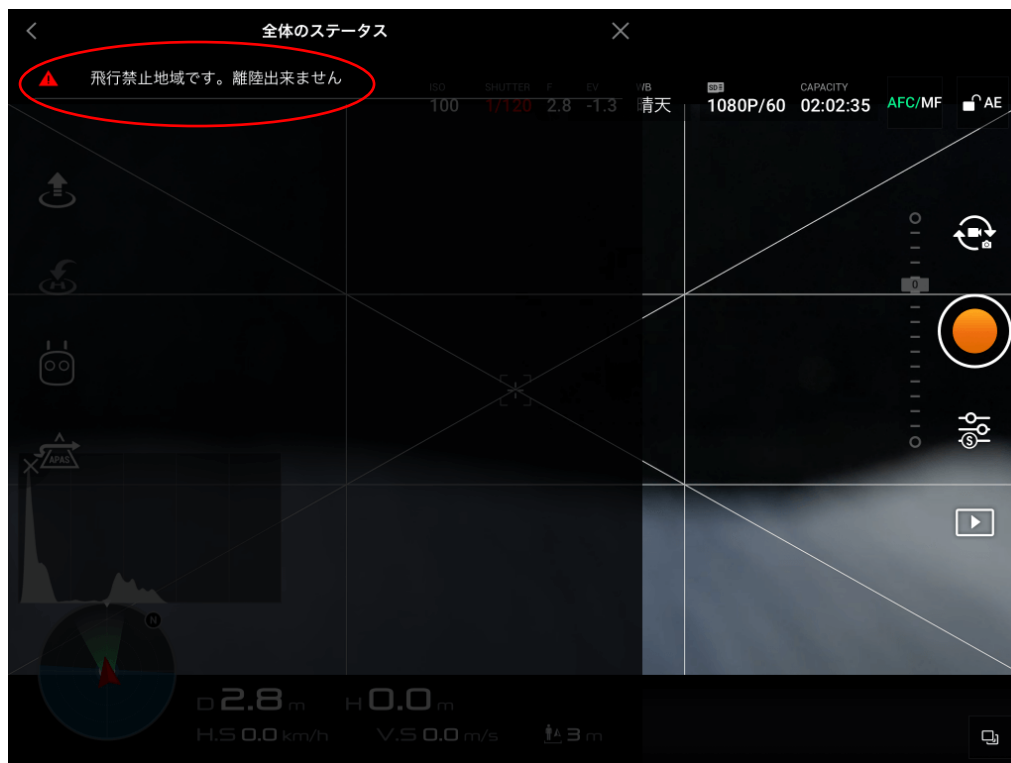 全体のステータス
飛行禁止地域です。離陸出来ません
ISO SHUTTER F EV WB CAPACITY
100 1/120 2.8 -1.3 晴天 1080P/60 02:02:35 AFC/MF AE
0
S
APAS
N
D 2.8 m H 0.0 m
H.S 0.0 km/h V.S 0.0 m/s 3 m